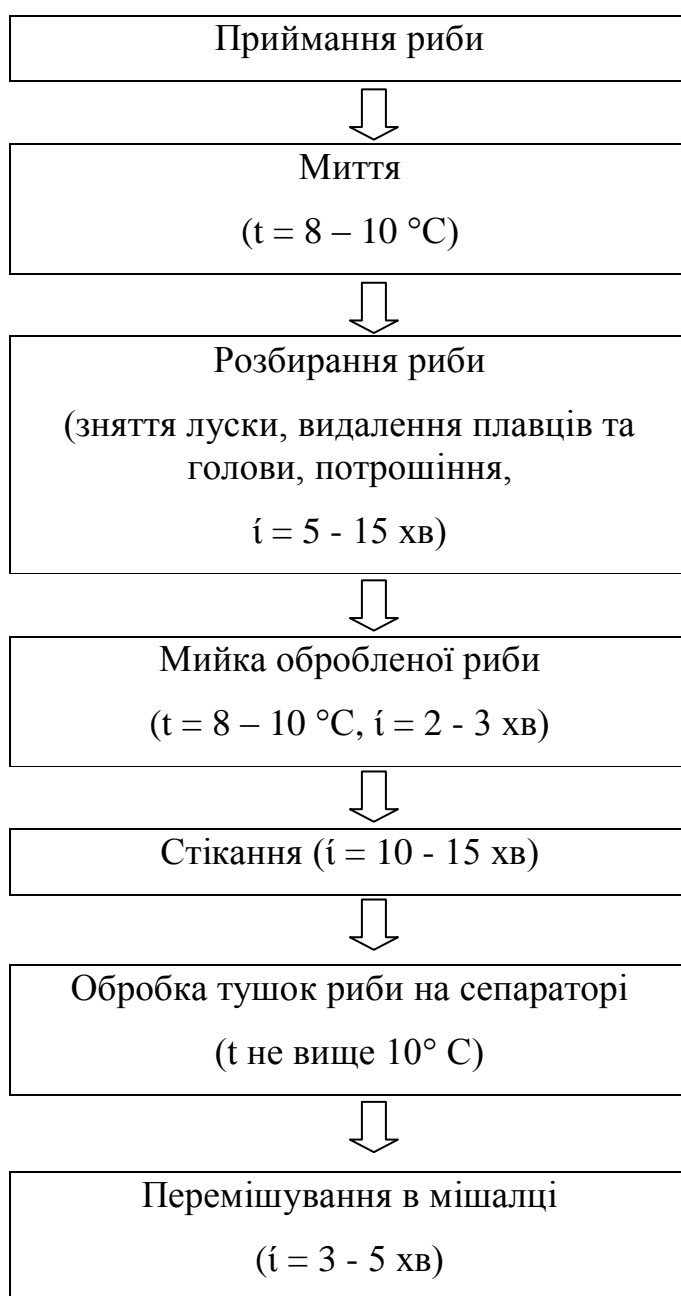 Приймання риби
Миття
(t = 8 – 10 °С)
Розбирання риби
(зняття луски, видалення плавців та
голови, потрошіння,
ί = 5 - 15 хв)
Мийка обробленої риби
(t = 8 – 10 °С, ί = 2 - 3 хв)
Стікання (ί = 10 - 15 хв)
Обробка тушок риби на сепараторі
(t не вище 10° С)
Перемішування в мішалці
(ί = 3 - 5 хв)